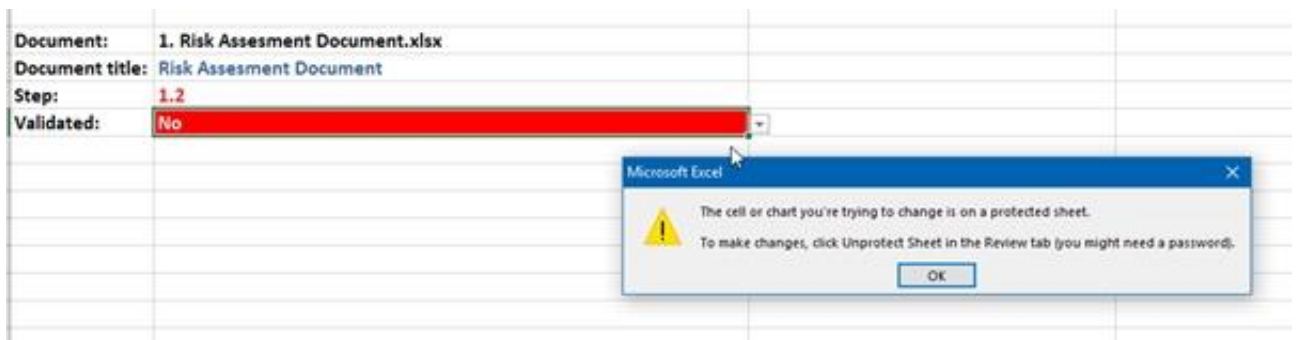 Document: 1. Risk Assesment Document.xlsx
Document title: Risk Assesment Document
Step: 1.2
Validated: No
Microsoft Excel
The cell or chart you're trying to change is on a protected sheet.
To make changes, click Unprotect Sheet in the Review tab (you might need a password).
OK